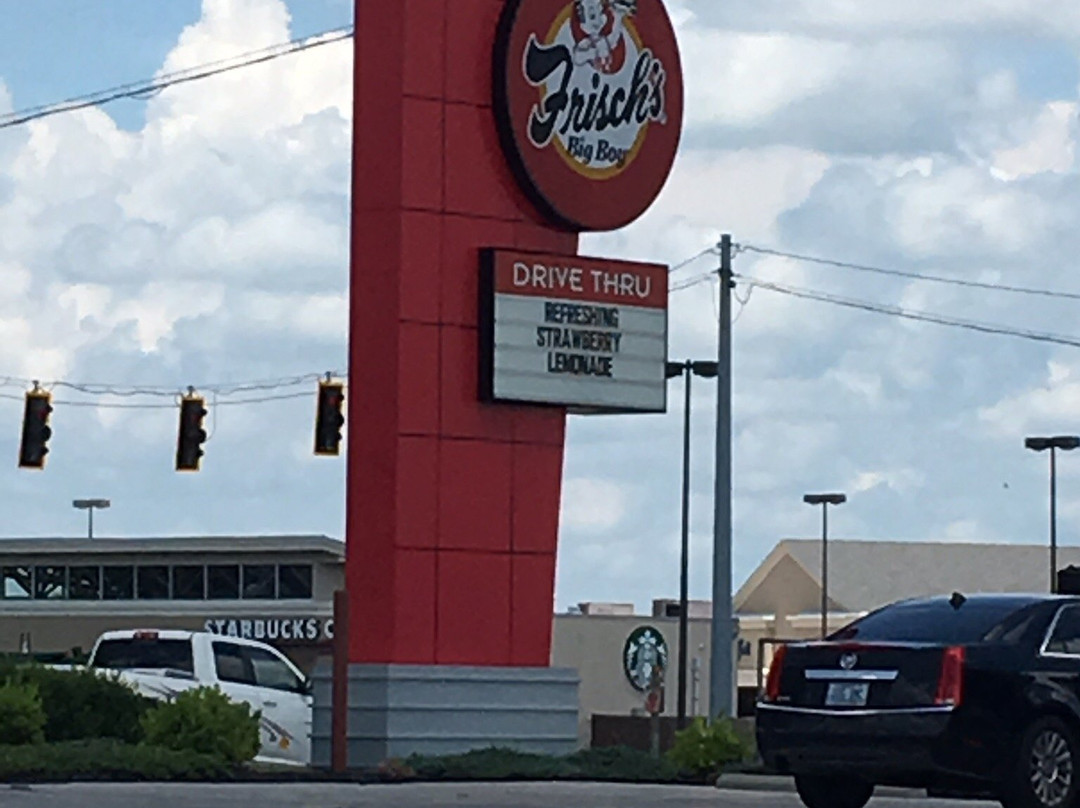 Frisch's
Big Boy
DRIVE THRU
REFRESHING
STRAWBERRY
LEMONADE
STARBUCKS C